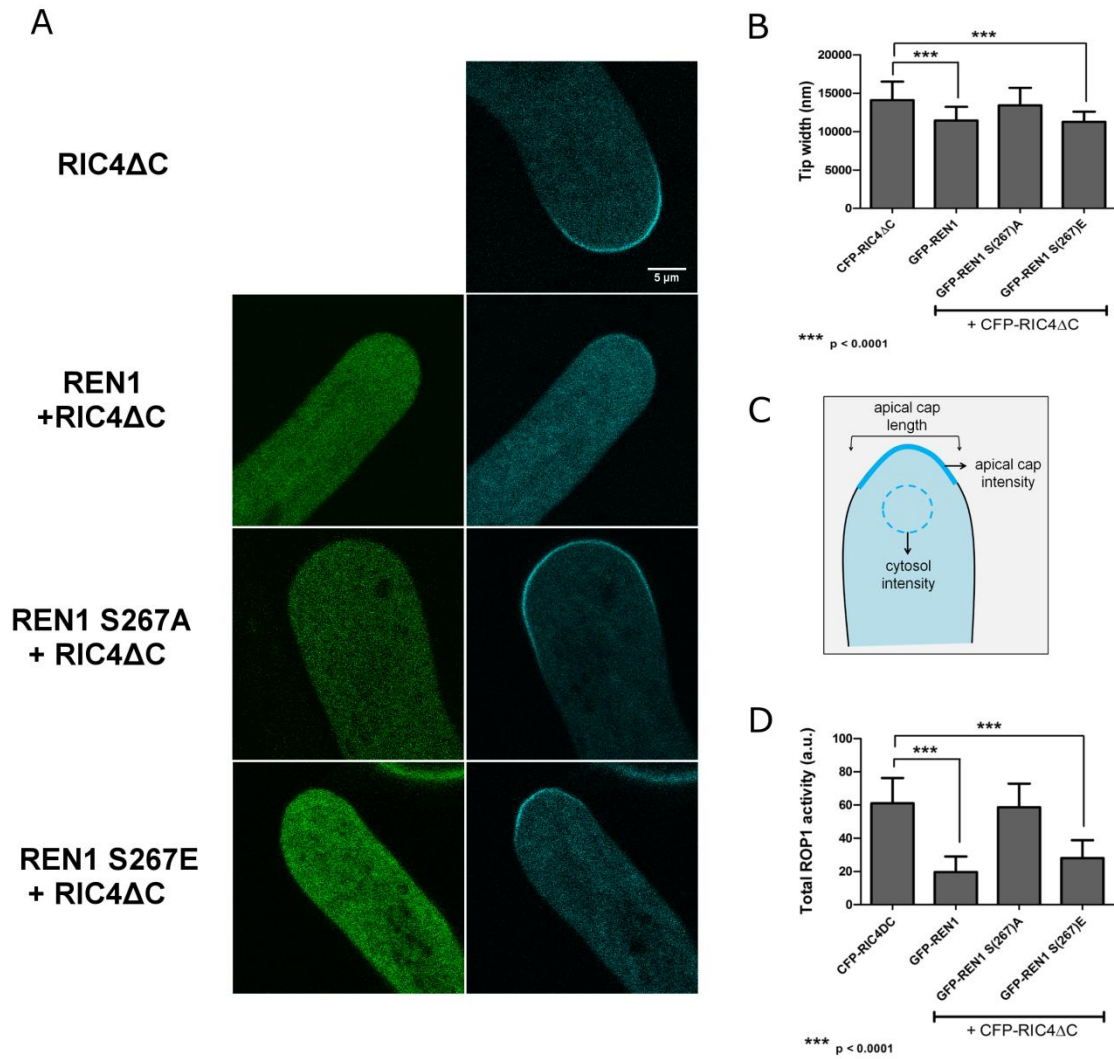 A
RIC4ΔC
5 µm
REN1
+RIC4ΔC
REN1 S267A
+ RIC4ΔC
REN1 S267E
+ RIC4ΔC
B
Tip width (nm)
20000
15000
10000
5000
0
***
***
CFP-RIC4ΔC
GFP-REN1
GFP-REN1 S(267)A
GFP-REN1 S(267)E
+ CFP-RIC4ΔC
*** p < 0.0001
C
apical cap
length
apical cap
intensity
cytosol
intensity
D
Total ROP1 activity (a.u.)
100
80
60
40
20
0
***
***
CFP-RIC4DC
GFP-REN1
GFP-REN1 S(267)A
GFP-REN1 S(267)E
+ CFP-RIC4ΔC
*** p < 0.0001